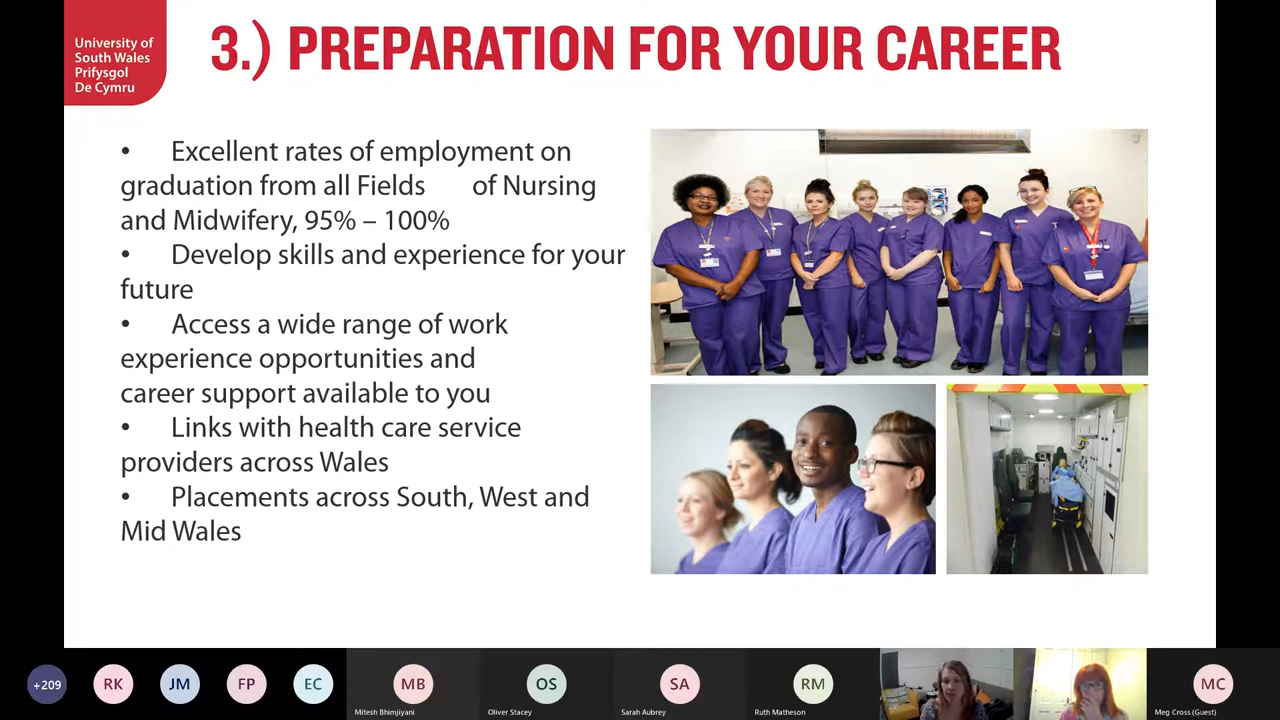 University of
South Wales
Prifysgol
De Cymru
3.) PREPARATION FOR YOUR CAREER
• Excellent rates of employment on
graduation from all Fields of Nursing
and Midwifery, 95% – 100%
• Develop skills and experience for your
future
• Access a wide range of work
experience opportunities and
career support available to you
• Links with health care service
providers across Wales
• Placements across South, West and
Mid Wales
+209
RK
JM
FP
EC
MB
OS
SA
RM
MC
Mitesh Bhimjiyani
Oliver Stacey
Sarah Aubrey
Ruth Matheson
Meg Cross (Guest)